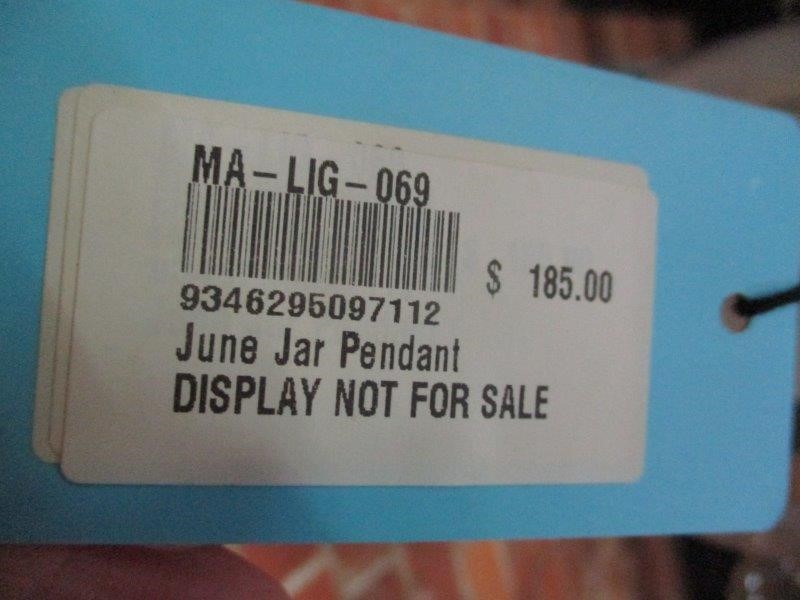 MA-LIG-069
$ 185.00
9346295097112
June Jar Pendant
DISPLAY NOT FOR SALE